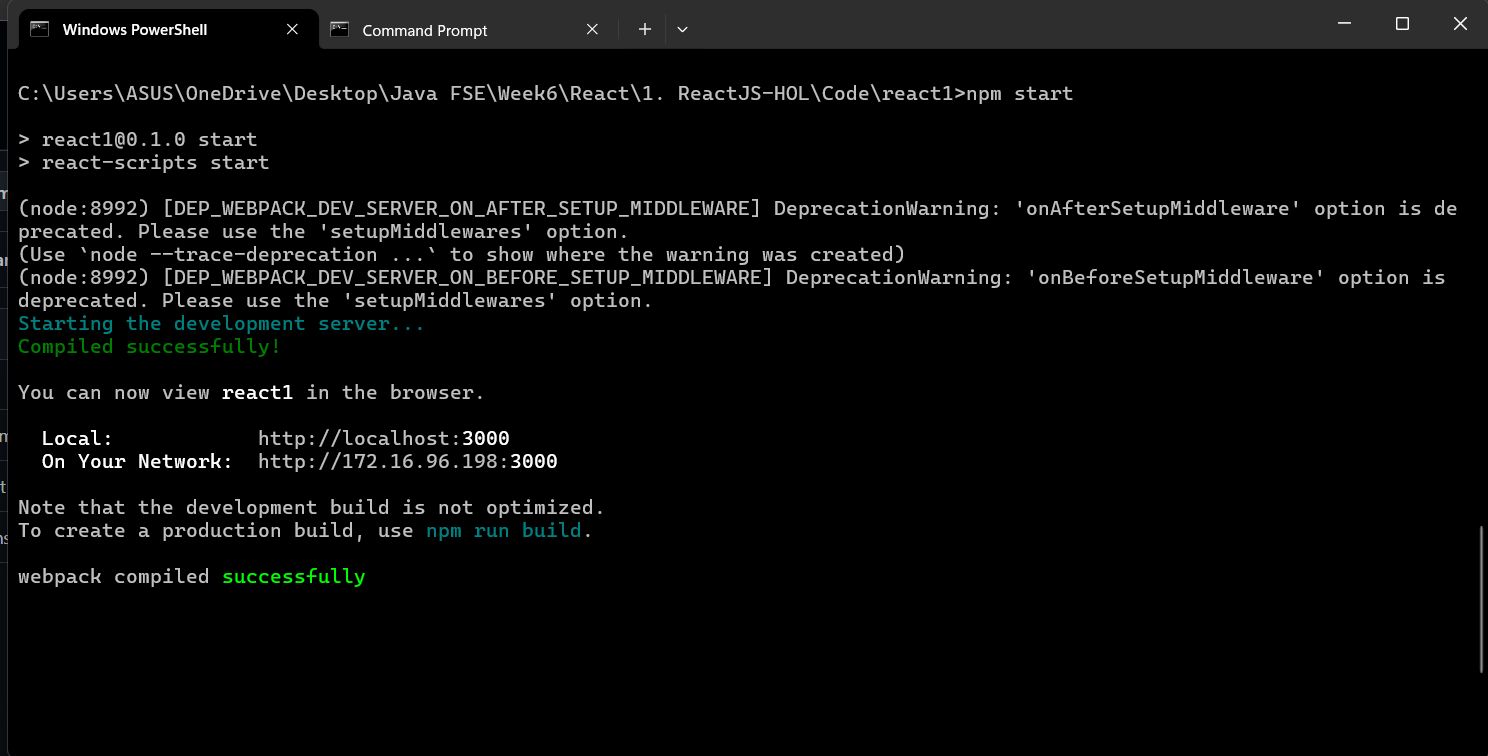 Windows PowerShell
Command Prompt
C:\Users\ASUS\OneDrive\Desktop\Java FSE\Week6\React\1. ReactJS-HOL\Code\react1>npm start
> react1@0.1.0 start
> react-scripts start
(node:8992) [DEP_WEBPACK_DEV_SERVER_ON_AFTER_SETUP_MIDDLEWARE] DeprecationWarning: 'onAfterSetupMiddleware' option is de
precated. Please use the 'setupMiddlewares' option.
(Use `node --trace-deprecation ...` to show where the warning was created)
(node:8992) [DEP_WEBPACK_DEV_SERVER_ON_BEFORE_SETUP_MIDDLEWARE] DeprecationWarning: 'onBeforeSetupMiddleware' option is
deprecated. Please use the 'setupMiddlewares' option.
Starting the development server...
Compiled successfully!
You can now view react1 in the browser.
Local: http://localhost:3000
On Your Network: http://172.16.96.198:3000
Note that the development build is not optimized.
To create a production build, use npm run build.
webpack compiled successfully